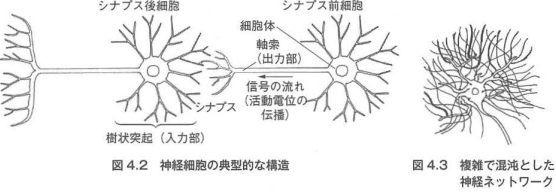 シナプス後細胞
シナプス前細胞
細胞体
軸索
（出力部）
信号の流れ
（活動電位の
伝播）
シナプス
樹状突起（入力部）
図 4.2　神経細胞の典型的な構造
図 4.3　複雑で混沌とした
神経ネットワーク